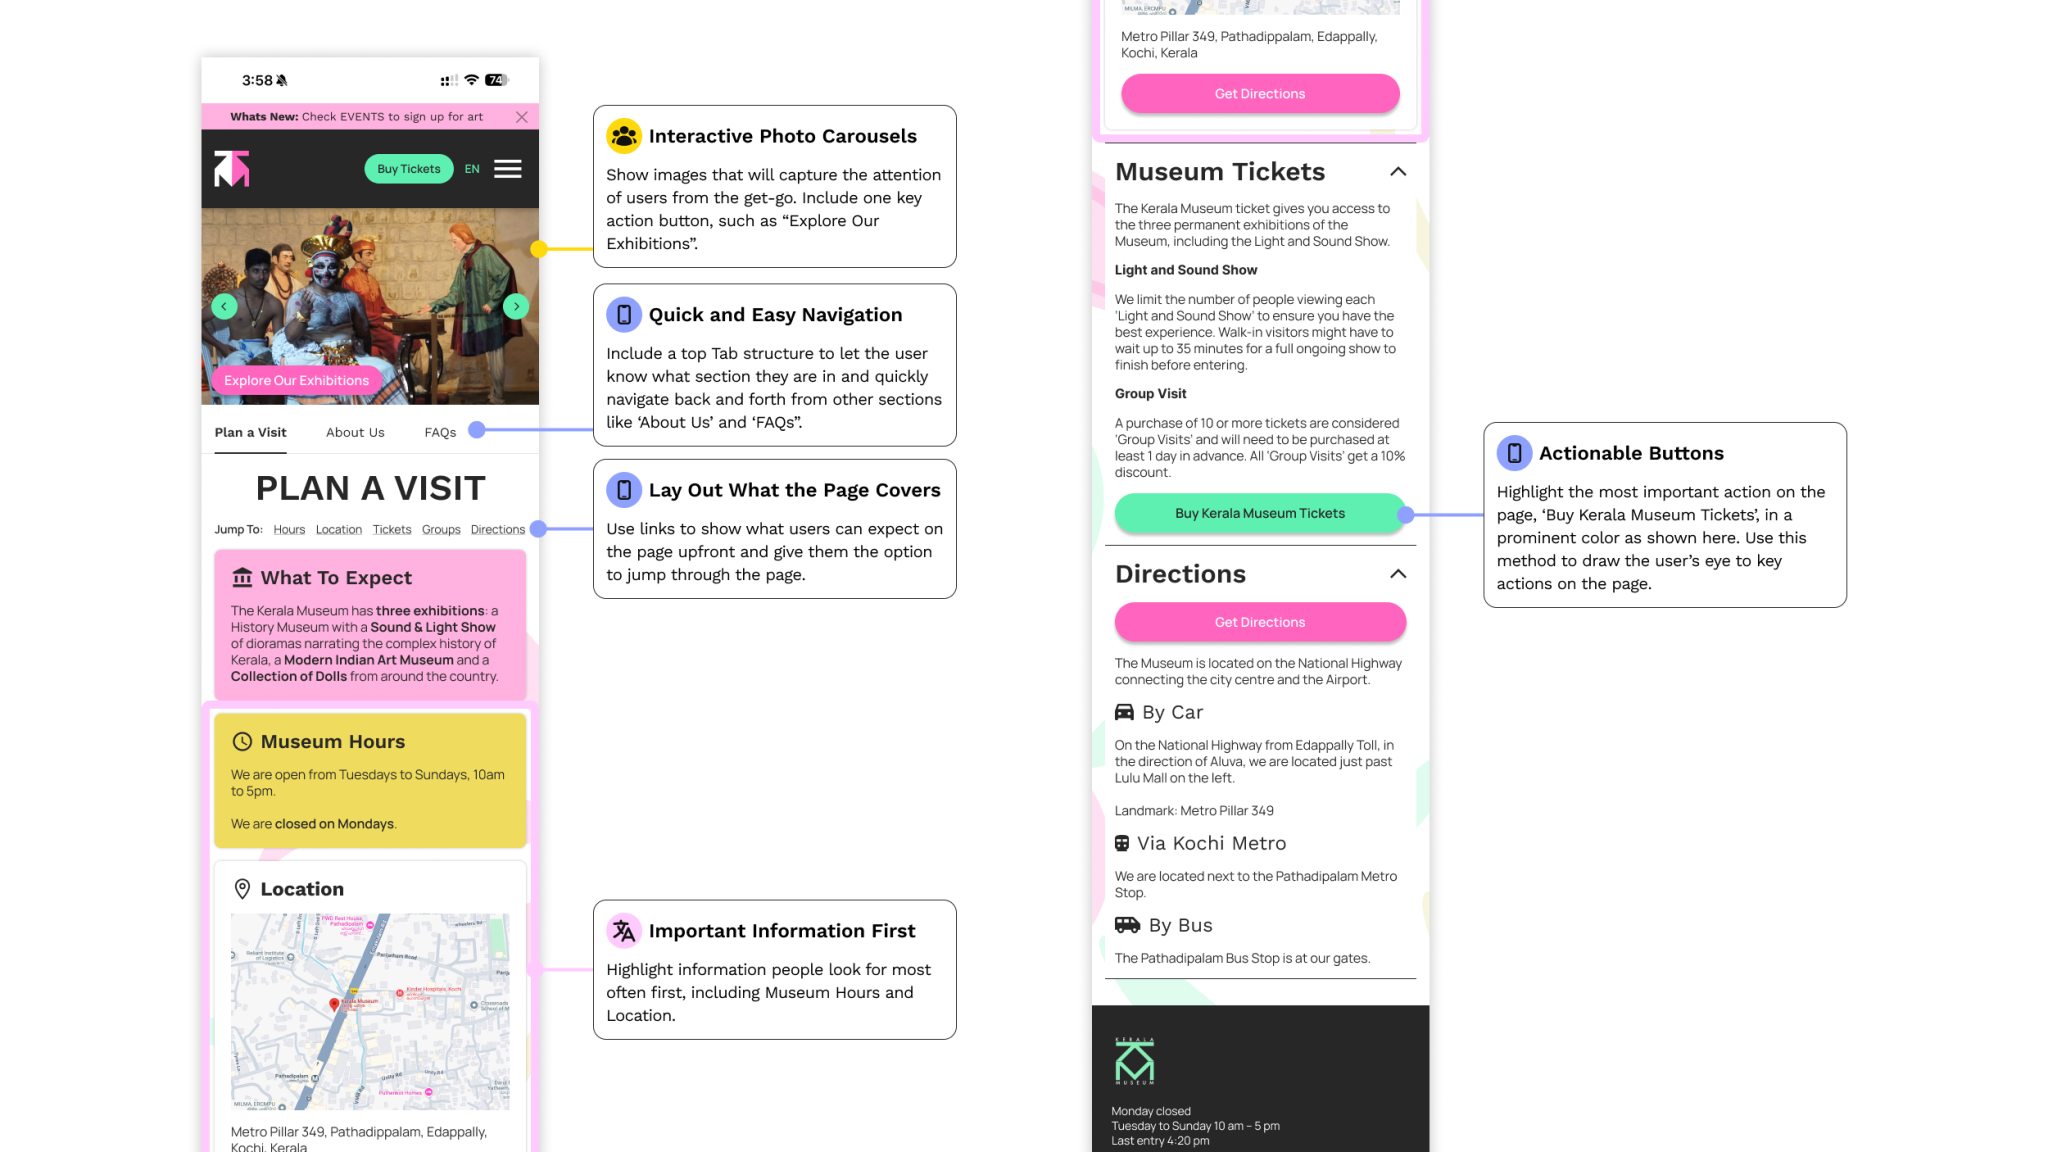 3:58
74
Whats New: Check EVENTS to sign up for art
Buy Tickets
EN
Explore Our Exhibitions
Plan a Visit
About Us
FAQs
PLAN A VISIT
Jump To: Hours Location Tickets Groups Directions
What To Expect
The Kerala Museum has three exhibitions: a
History Museum with a Sound & Light Show
of dioramas narrating the complex history of
Kerala, a Modern Indian Art Museum and a
Collection of Dolls from around the country.
Museum Hours
We are open from Tuesdays to Sundays, 10am
to 5pm.
We are closed on Mondays.
Location
Kerala Museum
Pathadipalam
Metro Pillar 349, Pathadippalam, Edappally,
Kochi, Kerala
Interactive Photo Carousels
Show images that will capture the attention
of users from the get-go. Include one key
action button, such as “Explore Our
Exhibitions”.
Quick and Easy Navigation
Include a top Tab structure to let the user
know what section they are in and quickly
navigate back and forth from other sections
like ‘About Us’ and ‘FAQs”.
Lay Out What the Page Covers
Use links to show what users can expect on
the page upfront and give them the option
to jump through the page.
Important Information First
Highlight information people look for most
often first, including Museum Hours and
Location.
Metro Pillar 349, Pathadippalam, Edappally,
Kochi, Kerala
Get Directions
Museum Tickets
The Kerala Museum ticket gives you access to
the three permanent exhibitions of the
Museum, including the Light and Sound Show.
Light and Sound Show
We limit the number of people viewing each
‘Light and Sound Show’ to ensure you have the
best experience. Walk-in visitors might have to
wait up to 35 minutes for a full ongoing show to
finish before entering.
Group Visit
A purchase of 10 or more tickets are considered
‘Group Visits’ and will need to be purchased at
least 1 day in advance. All ‘Group Visits’ get a 10%
discount.
Buy Kerala Museum Tickets
Directions
Get Directions
The Museum is located on the National Highway
connecting the city centre and the Airport.
By Car
On the National Highway from Edappally Toll, in
the direction of Aluva, we are located just past
Lulu Mall on the left.
Landmark: Metro Pillar 349
Via Kochi Metro
We are located next to the Pathadipalam Metro
Stop.
By Bus
The Pathadipalam Bus Stop is at our gates.
KERALA
MUSEUM
Monday closed
Tuesday to Sunday 10 am – 5 pm
Last entry 4:20 pm
Actionable Buttons
Highlight the most important action on the
page, ‘Buy Kerala Museum Tickets’, in a
prominent color as shown here. Use this
method to draw the user’s eye to key
actions on the page.